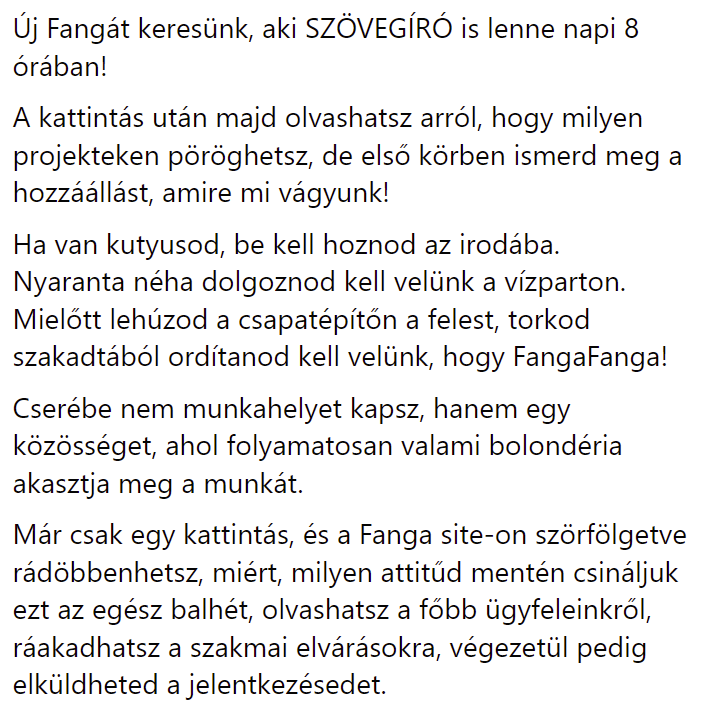 Új Fangát keresünk, aki SZÖVEGÍRÓ is lenne napi 8
órában!
A kattintás után majd olvashatsz arról, hogy milyen
projekteken pöröghetsz, de első körben ismerd meg a
hozzáállást, amire mi vágyunk!
Ha van kutyusod, be kell hoznod az irodába.
Nyaranta néha dolgoznod kell velünk a vízparton.
Mielőtt lehúzod a csapatépítőn a felest, torkod
szakadtából ordítanod kell velünk, hogy FangaFanga!
Cserébe nem munkahelyet kapsz, hanem egy
közösséget, ahol folyamatosan valami bolondéria
akasztja meg a munkát.
Már csak egy kattintás, és a Fanga site-on szörfölgetve
rádöbbenhetsz, miért, milyen attitűd mentén csináljuk
ezt az egész balhét, olvashatsz a főbb ügyfeleinkről,
ráakadhatsz a szakmai elvárásokra, végezetül pedig
elküldheted a jelentkezésedet.